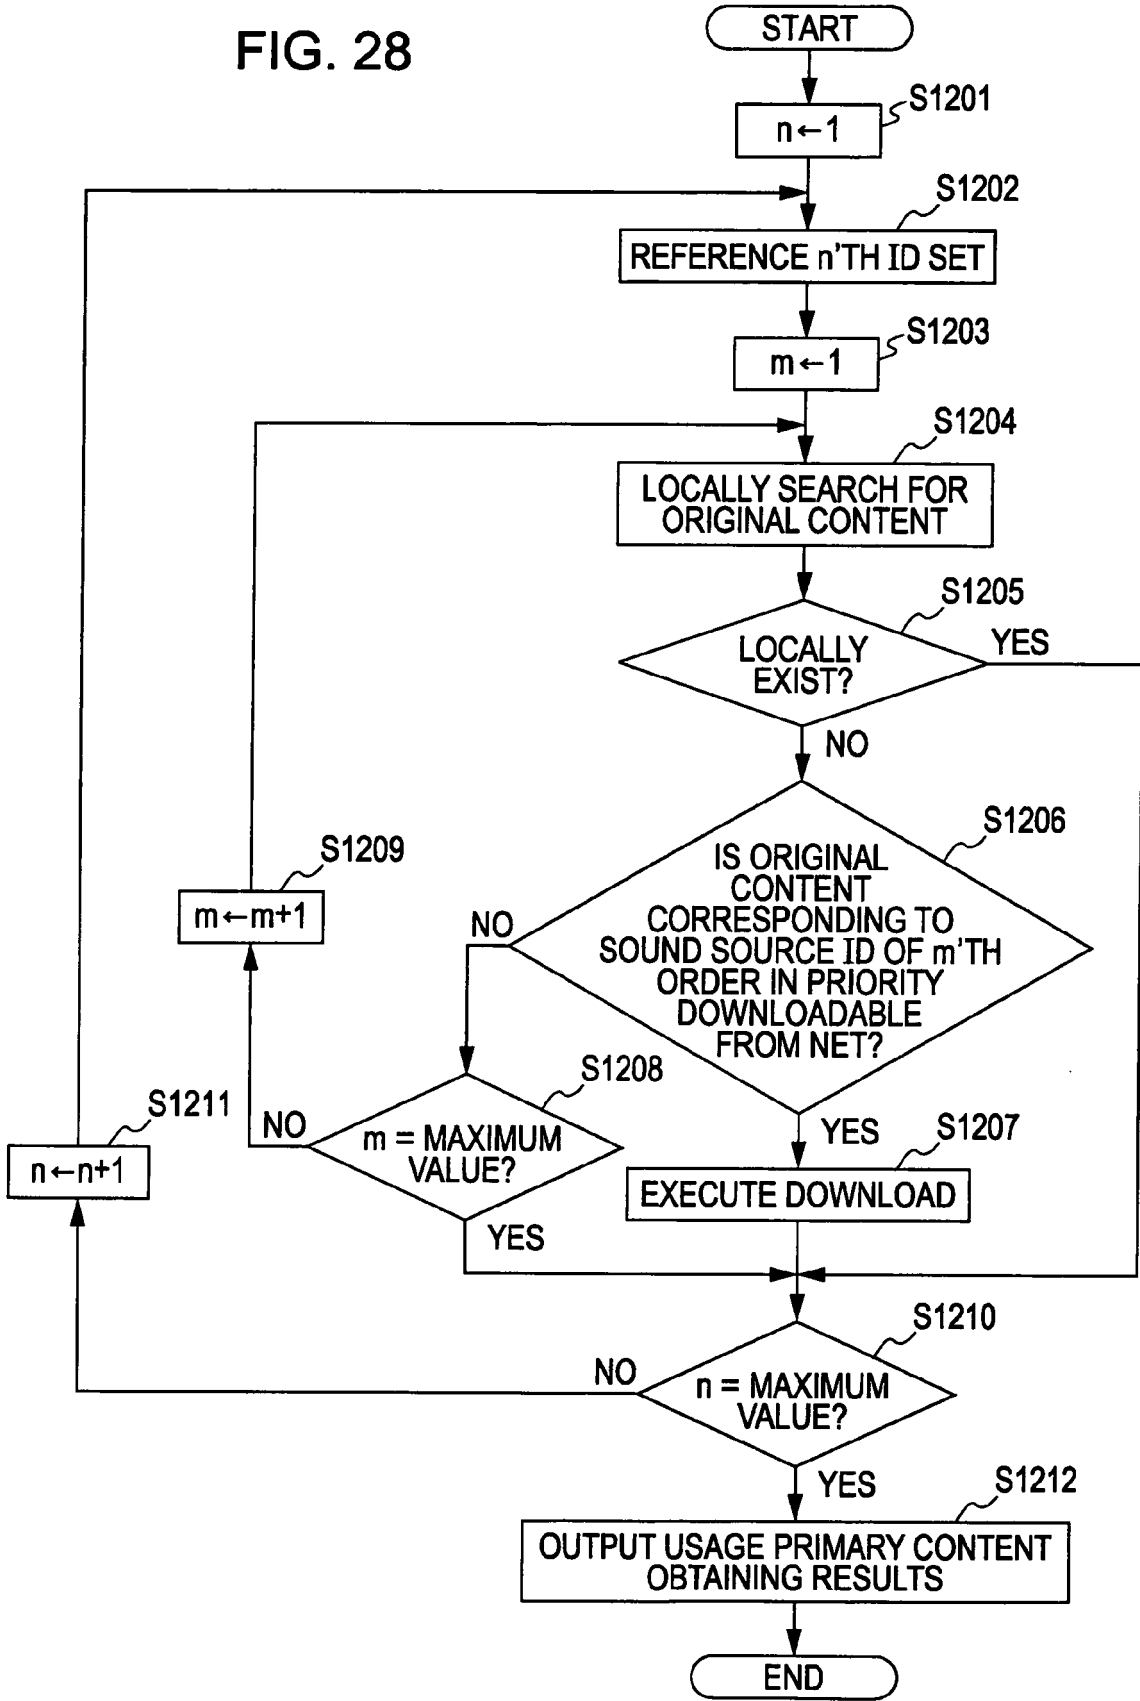 FIG. 28
START
S1201
n←1
S1202
REFERENCE n'TH ID SET
S1203
m←1
S1204
LOCALLY SEARCH FOR
ORIGINAL CONTENT
S1205
LOCALLY
EXIST?
YES
NO
S1206
IS ORIGINAL
CONTENT
CORRESPONDING TO
SOUND SOURCE ID OF m'TH
ORDER IN PRIORITY
DOWNLOADABLE
FROM NET?
NO
S1209
m←m+1
S1208
m = MAXIMUM
VALUE?
NO
YES
YES
S1207
EXECUTE DOWNLOAD
S1211
n←n+1
S1210
n = MAXIMUM
VALUE?
NO
YES
S1212
OUTPUT USAGE PRIMARY CONTENT
OBTAINING RESULTS
END